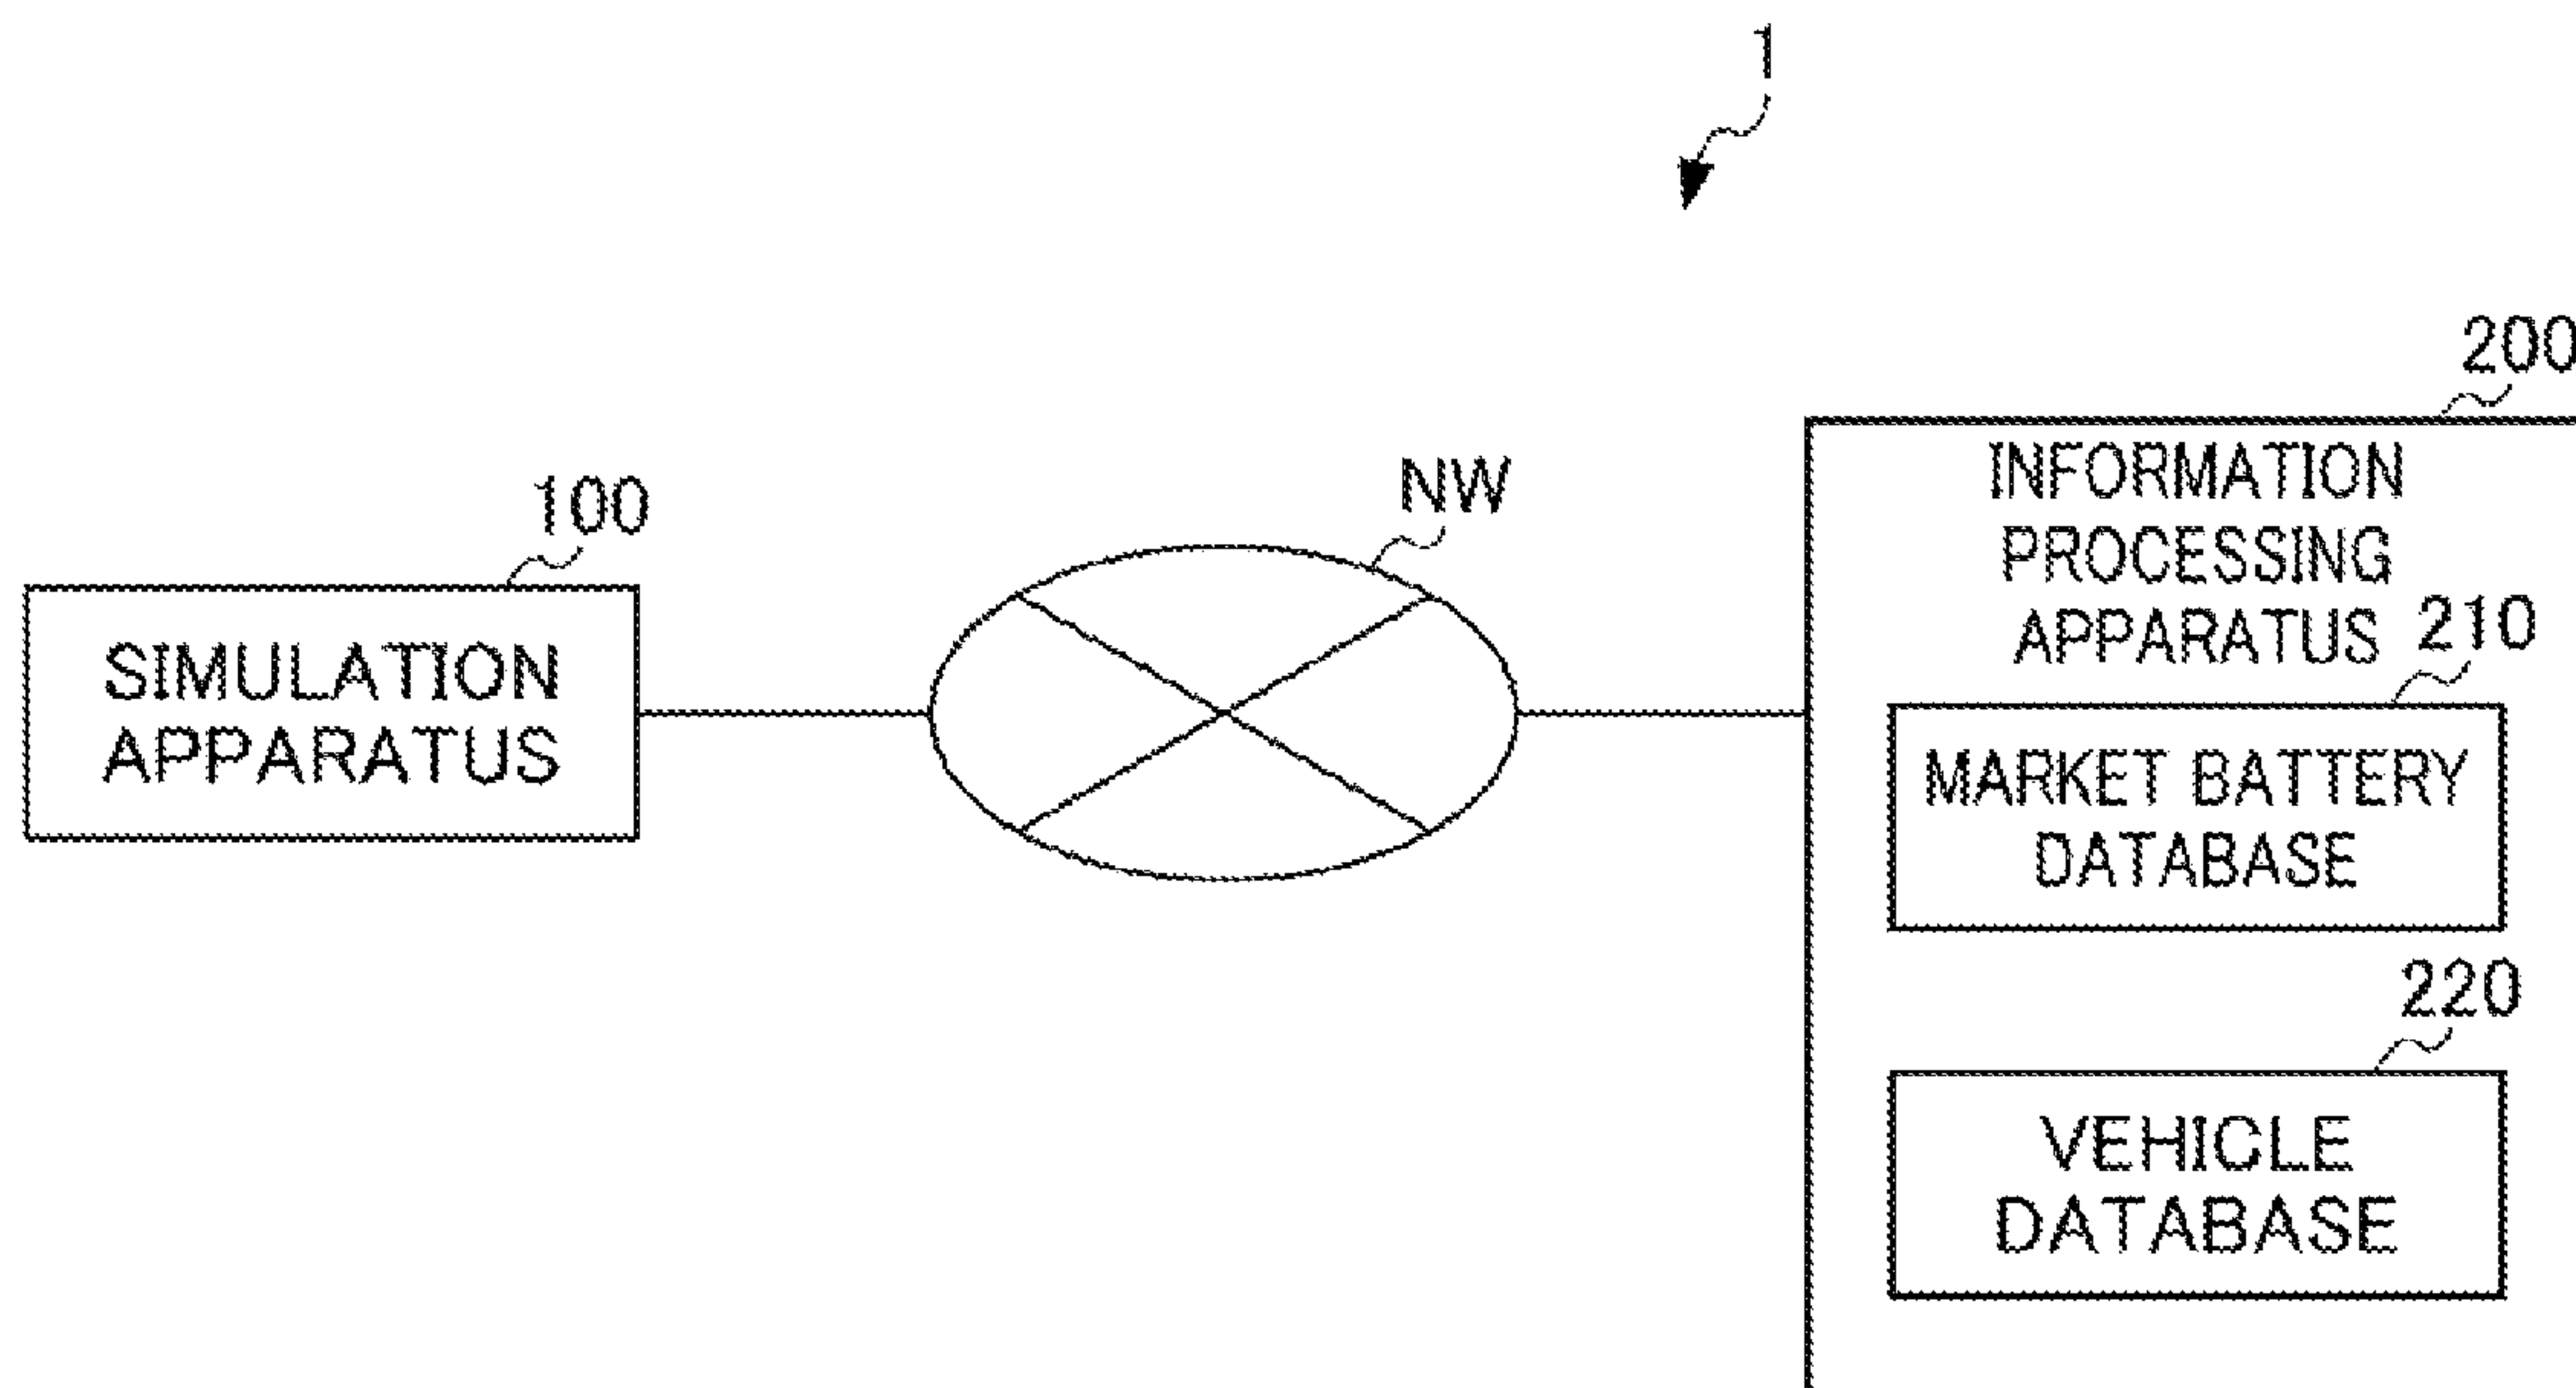 1
200
INFORMATION
PROCESSING
APPARATUS
210
MARKET BATTERY
DATABASE
220
VEHICLE
DATABASE
NW
100
SIMULATION
APPARATUS